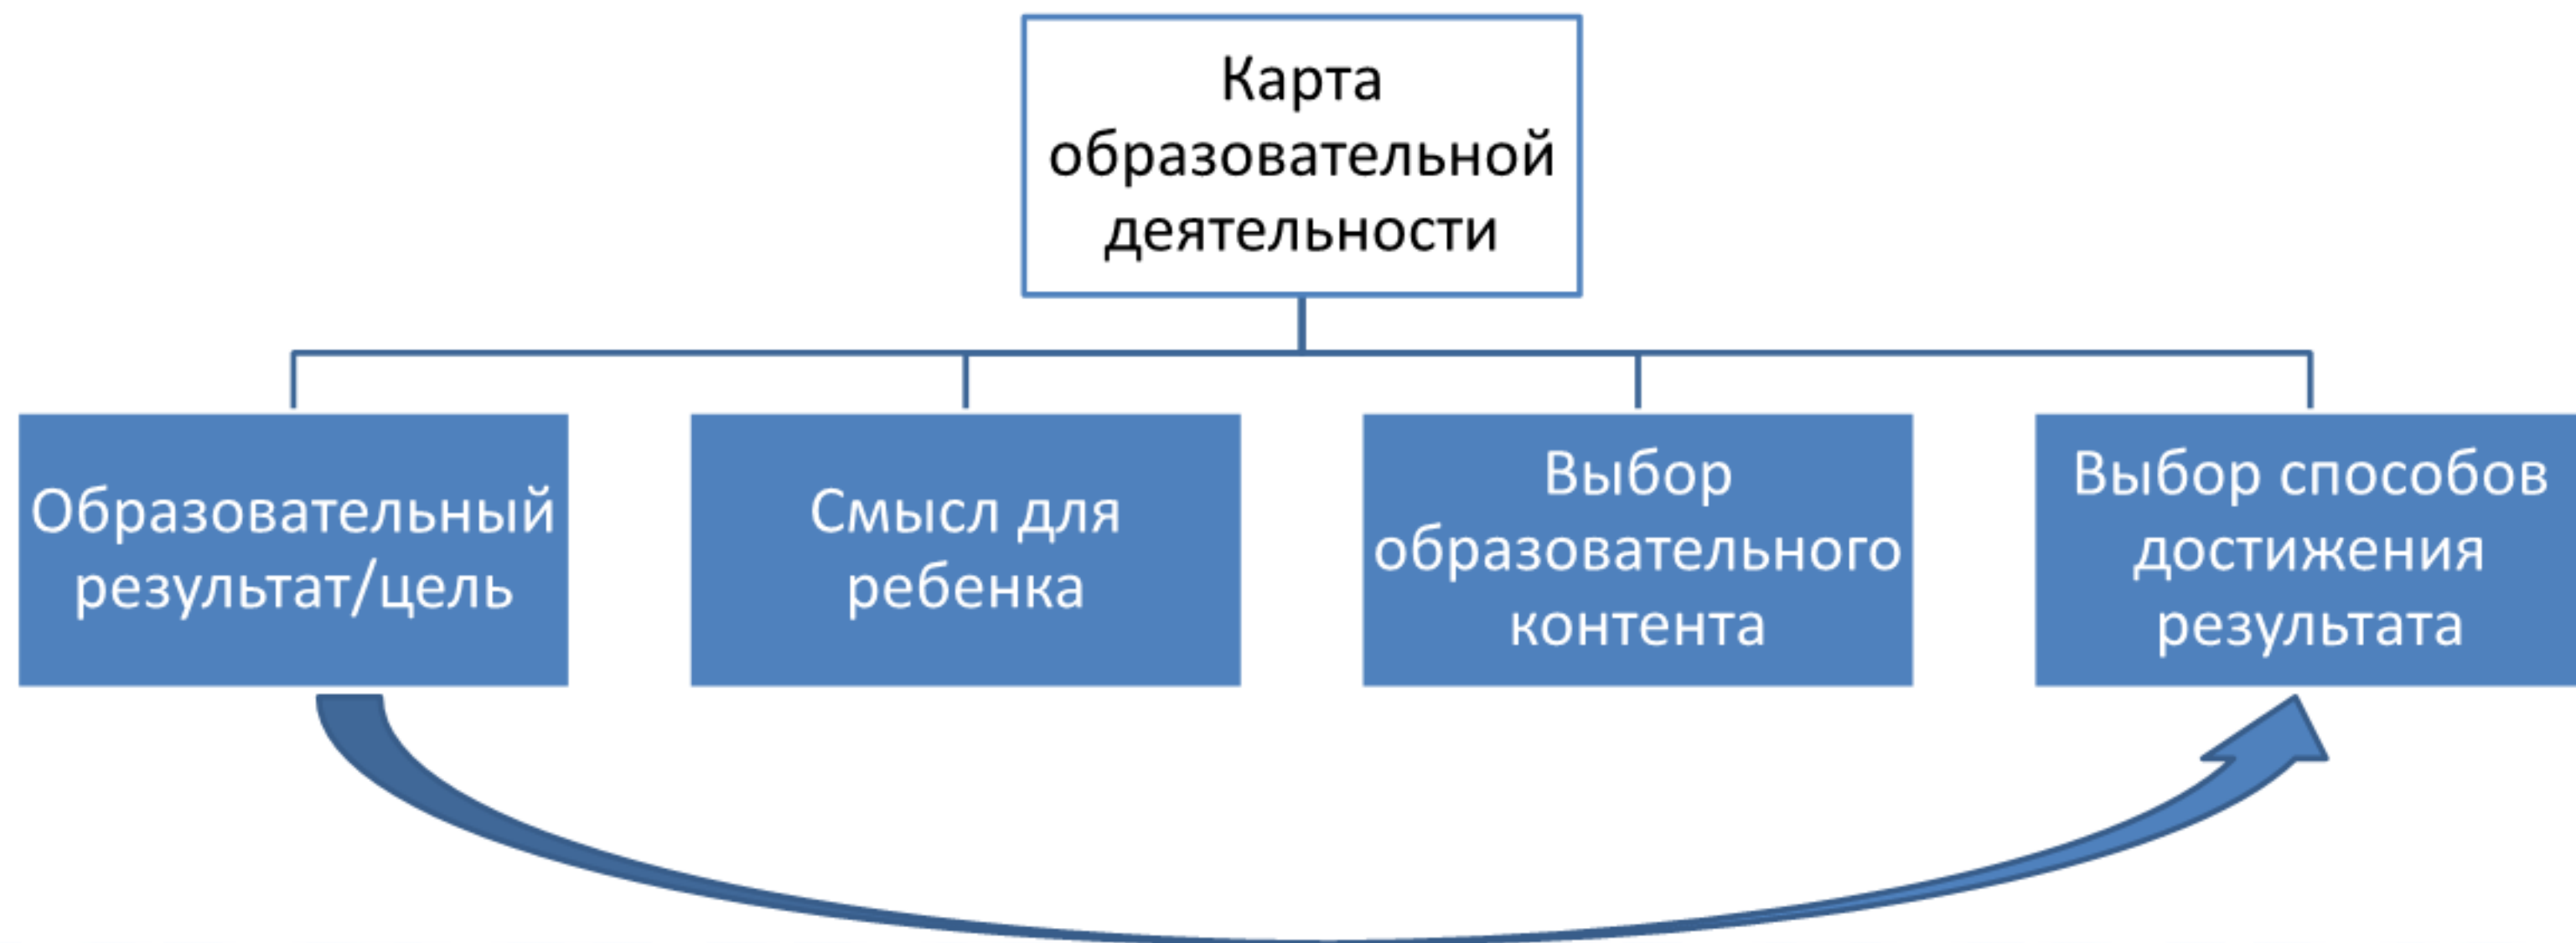 Карта
образовательной
деятельности
Образовательный
результат/цель
Смысл для
ребенка
Выбор
образовательного
контента
Выбор способов
достижения
результата